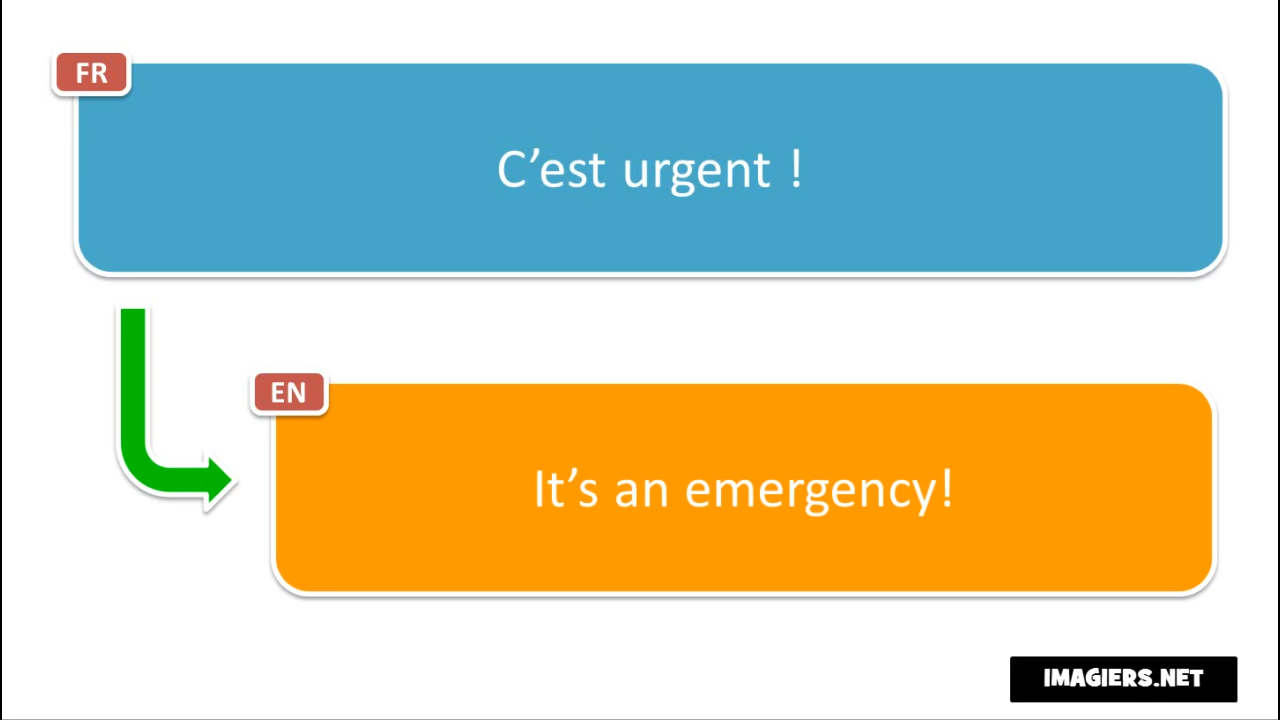 FR
C’est urgent !
EN
It’s an emergency!
IMAGIERS.NET